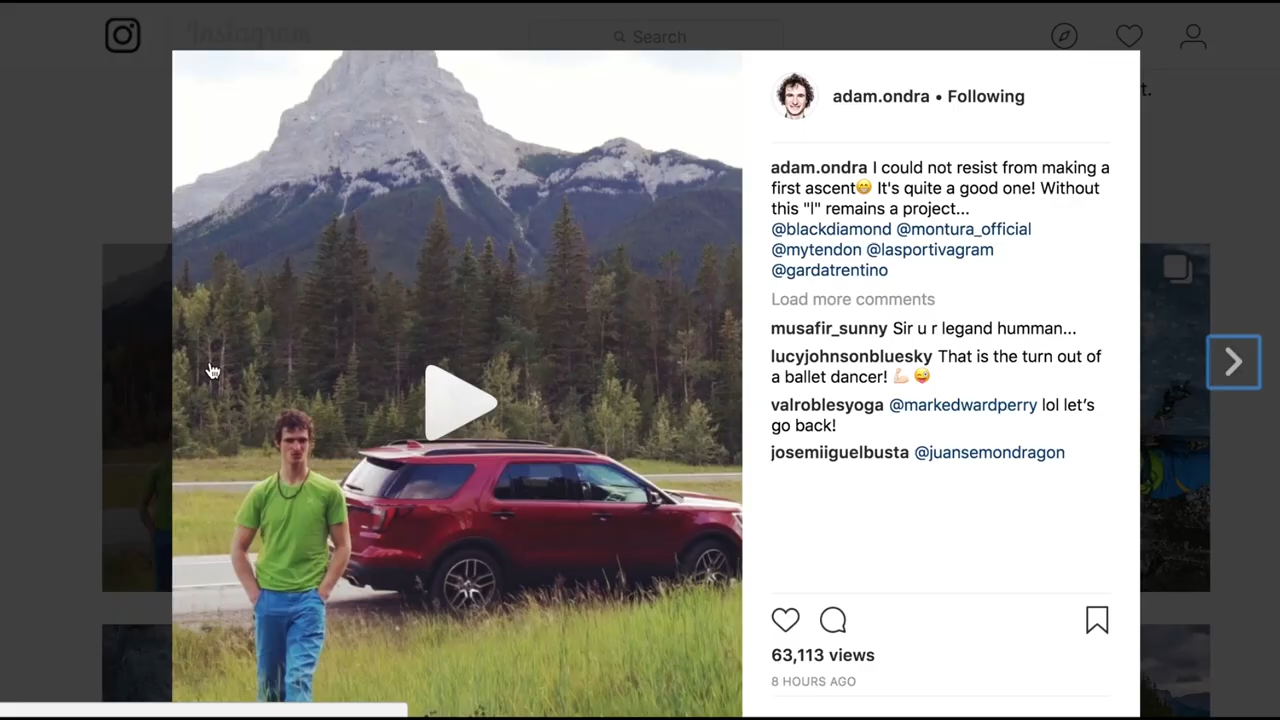 Instagram
Search
t.
adam.ondra • Following
adam.ondra I could not resist from making a
first ascent😁 It's quite a good one! Without
this "l" remains a project...
@blackdiamond @montura_official
@mytendon @lasportivagram
@gardatrentino
Load more comments
musafir_sunny Sir u r legand humman...
lucyjohnsonbluesky That is the turn out of
a ballet dancer! 💪🏻 😜
valroblesyoga @markedwardperry lol let’s
go back!
josemiiguelbusta @juansemondragon
63,113 views
8 HOURS AGO